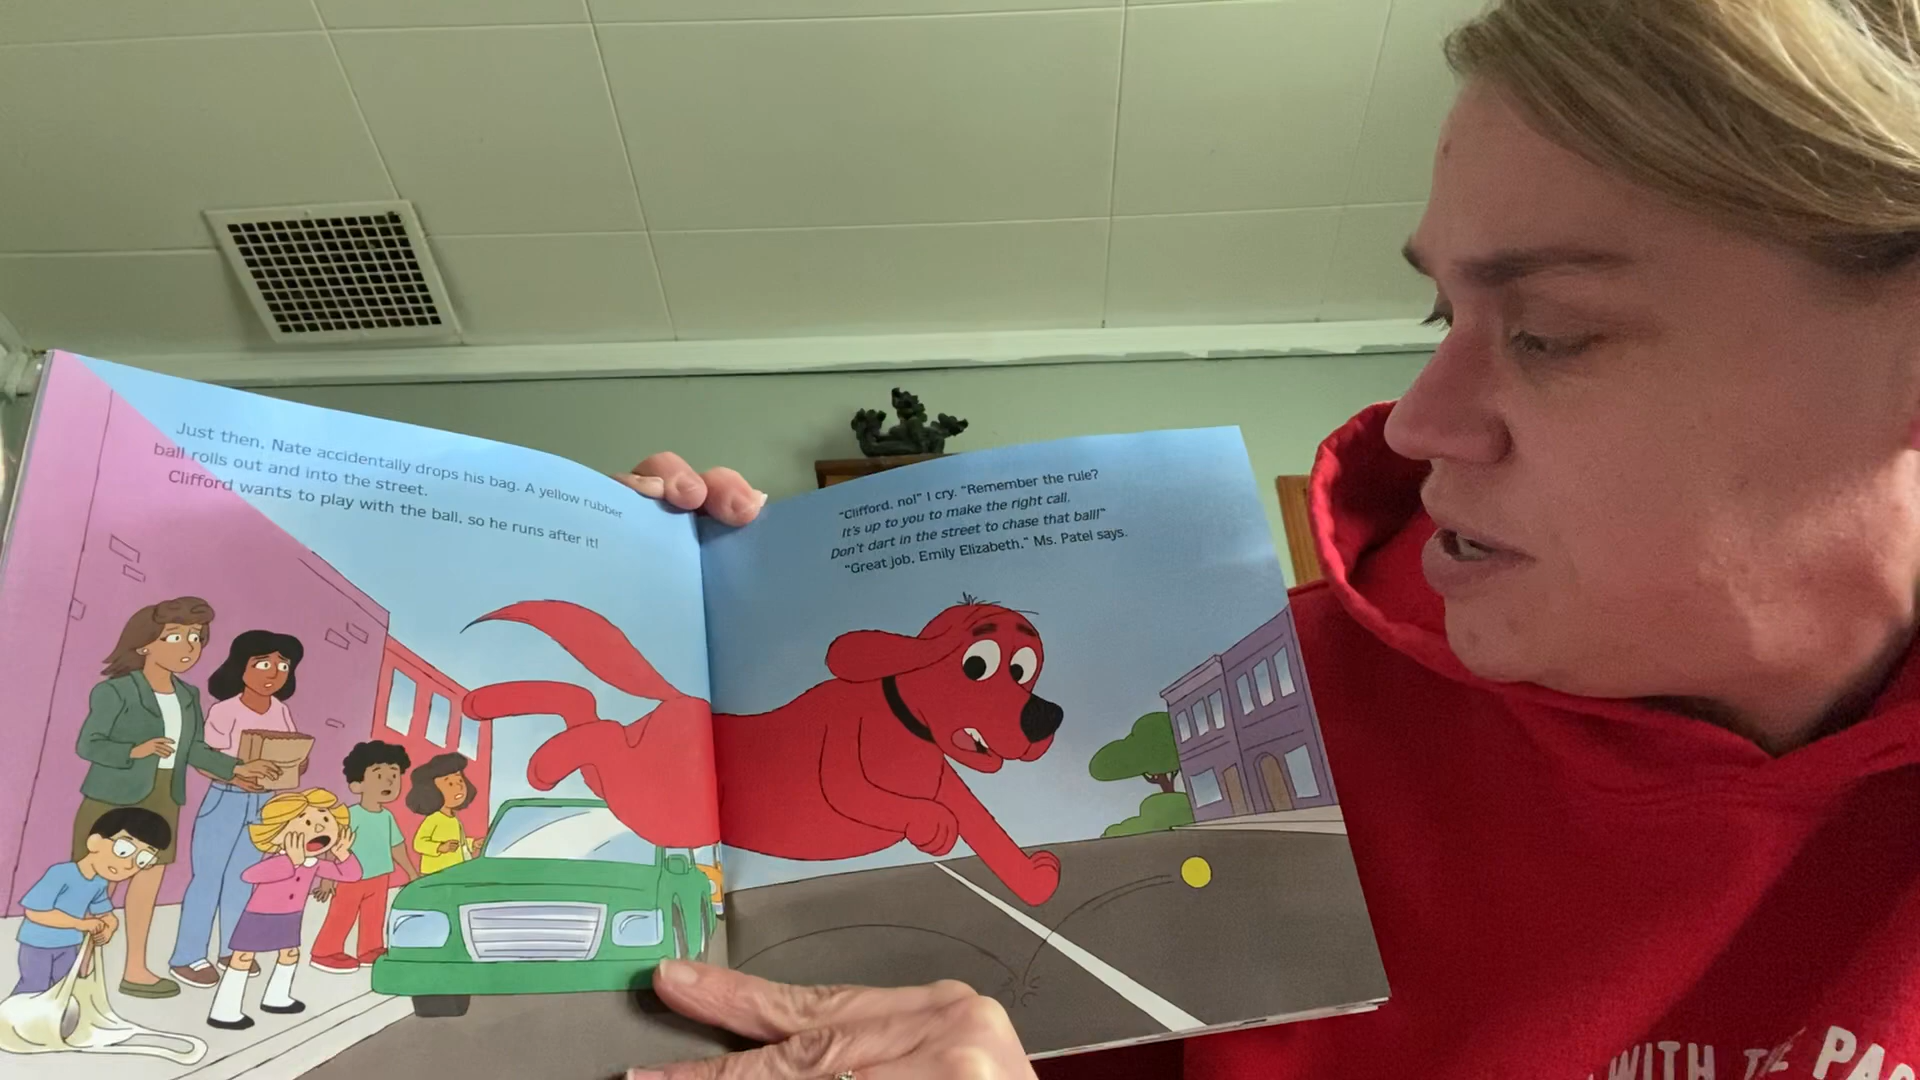 Just then, Nate accidentally drops his bag. A yellow rubber
ball rolls out and into the street.
Clifford wants to play with the ball, so he runs after it!
"Clifford, no!" I cry. "Remember the rule?
It's up to you to make the right call.
Don't dart in the street to chase that ball!"
"Great job, Emily Elizabeth," Ms. Patel says.
WITH THE